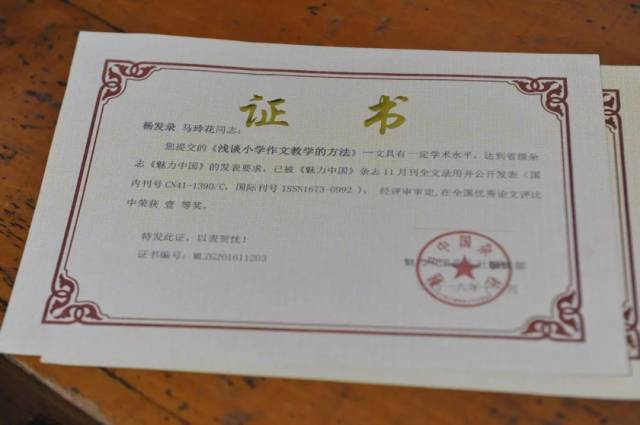 证书
杨发录 马玲花同志:
您提交的《浅谈小学作文教学的方法》一文具有一定学术水平, 达到省级杂
志《魅力中国》的发表要求, 已被《魅力中国》杂志11月刊全文录用并公开发表(国
内刊号CN41-1390/C, 国际刊号ISSN1673-0992); 经评审审定, 在全国优秀论文评比
中荣获 壹 等奖。
特发此证, 以表贺忱!
证书编号: MLZG201611203
魅力中国